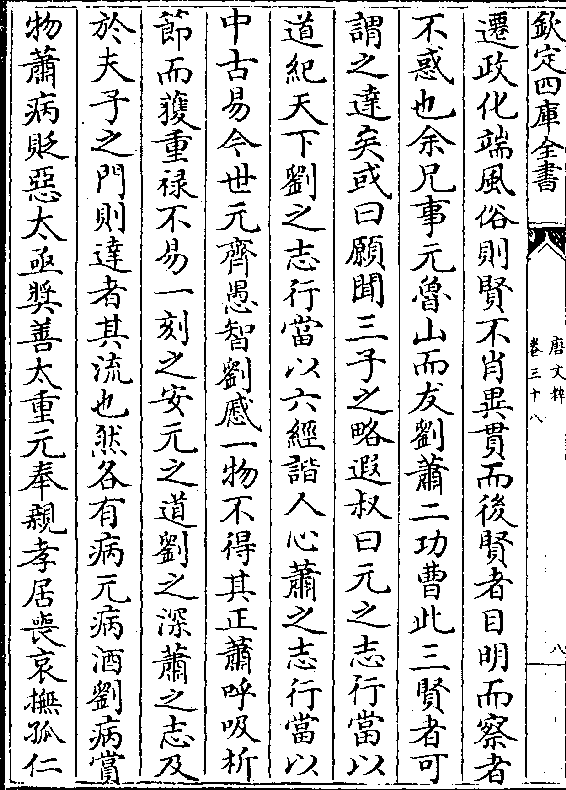 欽定四庫全書
唐文粹
卷三十八
八
遷政化端風俗則賢不肖異貫而後賢者目明而察者
不惑也余兄事元魯山而友劉蕭二功曹此三賢者可
謂之達矣或曰願聞三子之略遐叔曰元之志行當以
道紀天下劉之志行當以六經諧人心蕭之志行當以
中古易今世元齊愚智劉感一物不得其正蕭呼吸析
節而獲重祿不易一刻之安元之道劉之深蕭之志及
於夫子之門則達者其流也然各有病元病酒劉病賞
物蕭病貶惡太亟奬善太重元奉親孝居喪哀撫孤仁